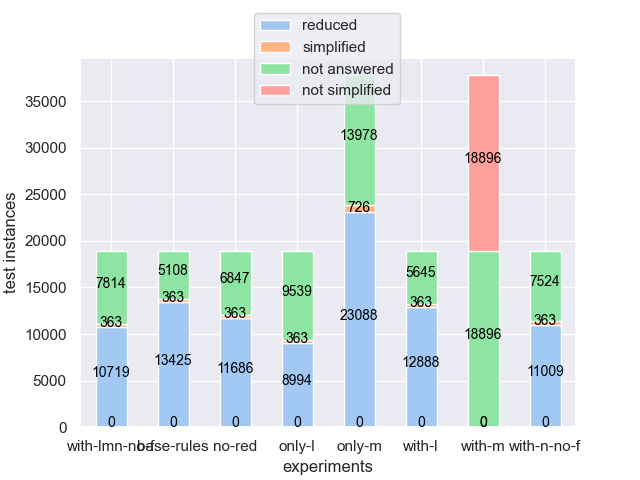 reduced
simplified
not answered
not simplified
test instances
35000
30000
25000
20000
15000
10000
5000
0
7814
363
10719
0
5108
363
13425
0
6847
363
11686
0
9539
363
8994
0
13978
726
23088
0
5645
363
12888
0
18896
18896
0
7524
363
11009
0
with-lmn-no-f
base-rules
no-red
only-l
only-m
with-l
with-m
with-n-no-f
experiments